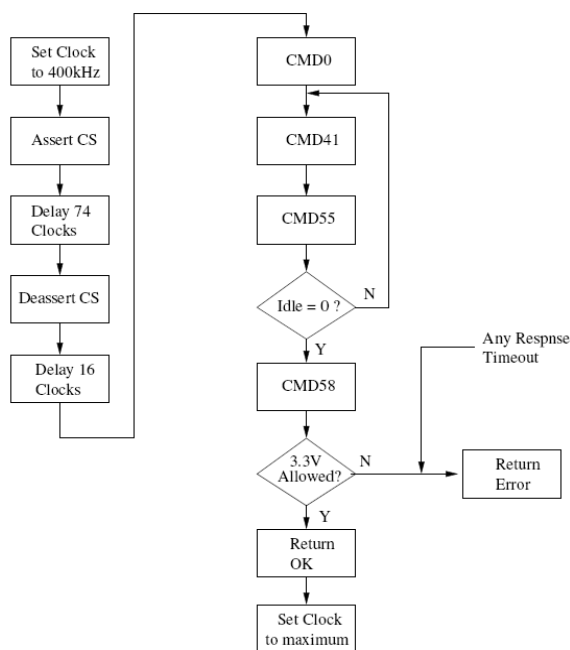 Set Clock
to 400kHz
Assert CS
Delay 74
Clocks
Deassert CS
Delay 16
Clocks
CMD0
CMD41
CMD55
Idle = 0 ?
N
Y
CMD58
Any Respnse
Timeout
3.3V
Allowed?
N
Y
Return
Error
Return
OK
Set Clock
to maximum